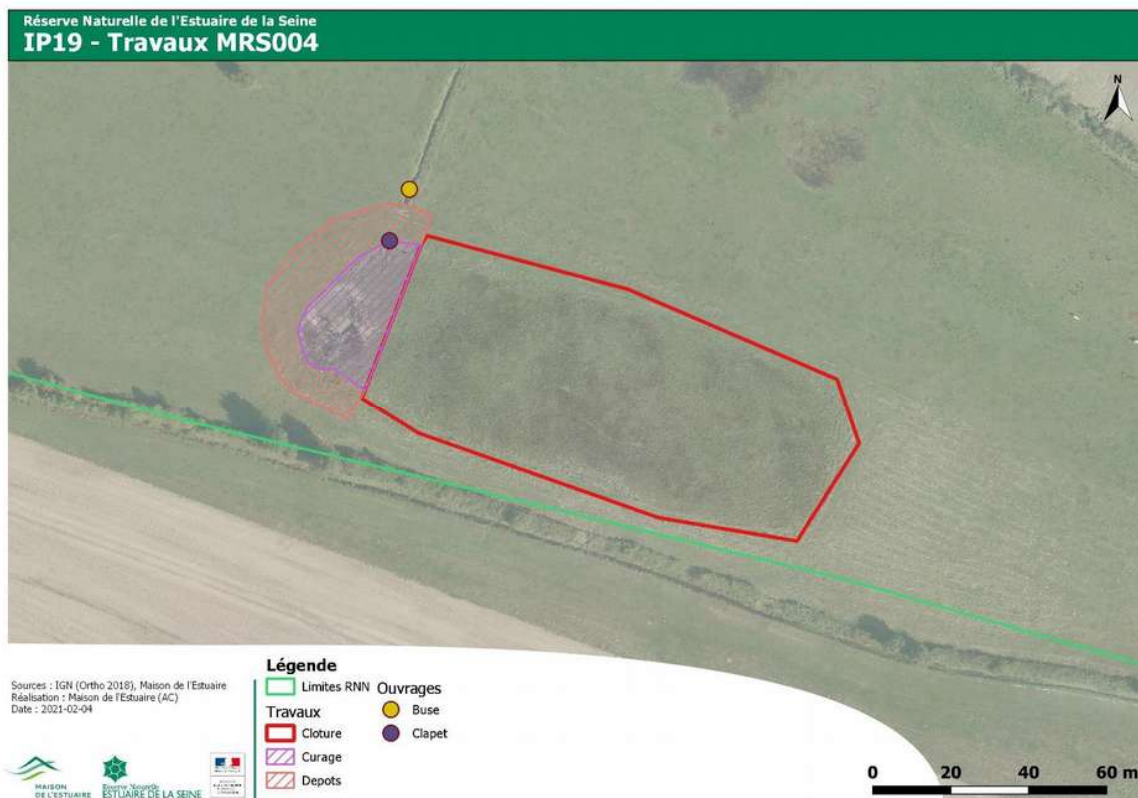 Réserve Naturelle de l'Estuaire de la Seine
IP19 - Travaux MRS004
N
Sources : IGN (Ortho 2018), Maison de l'Estuaire
Réalisation : Maison de l'Estuaire (AC)
Date : 2021-02-04
Légende
Limites RNN
Travaux
Cloture
Curage
Depots
Ouvrages
Buse
Clapet
MAISON
DE L'ESTUAIRE
Réserve Naturelle
ESTUAIRE DE LA SEINE
0 20 40 60 m